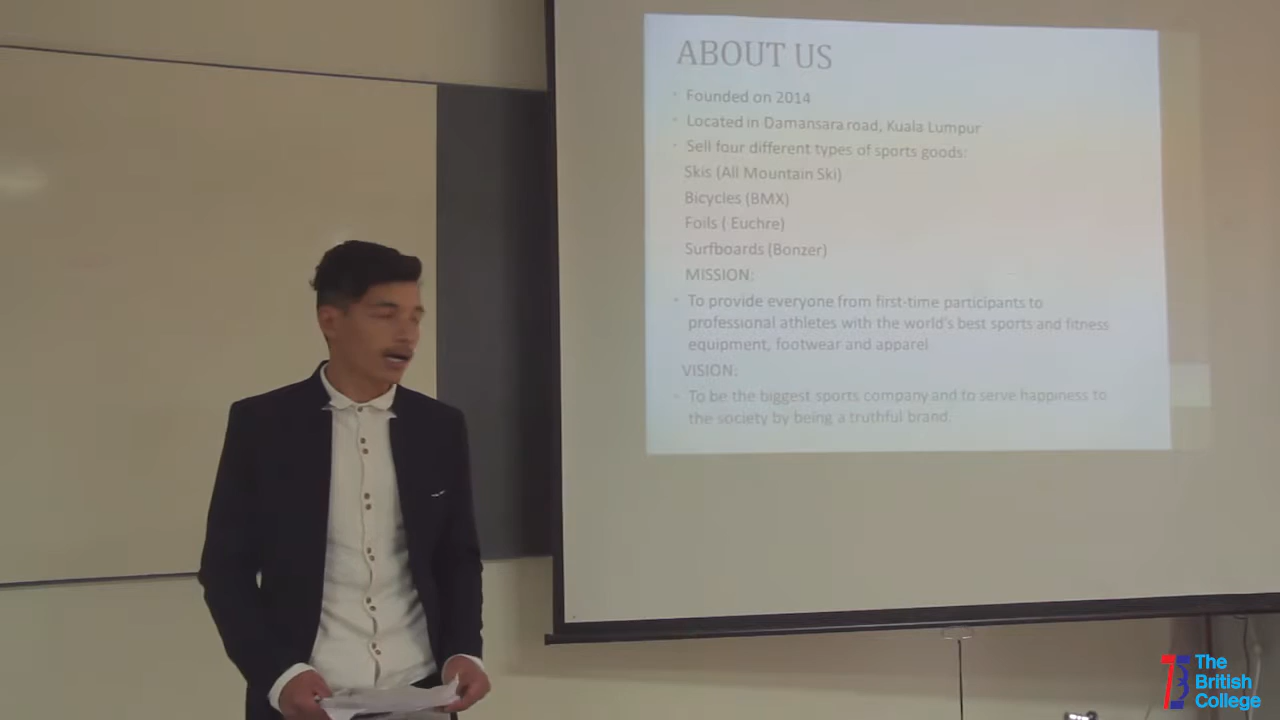 ABOUT US
Founded on 2014
Located in Damansara road, Kuala Lumpur
Sell four different types of sports goods:
Skis (All Mountain Ski)
Bicycles (BMX)
Foils ( Euchre)
Surfboards (Bonzer)
MISSION:
To provide everyone from first-time participants to
professional athletes with the world's best sports and fitness
equipment, footwear and apparel
VISION:
To be the biggest sports company and to serve happiness to
the society by being a truthful brand.
The
British
College